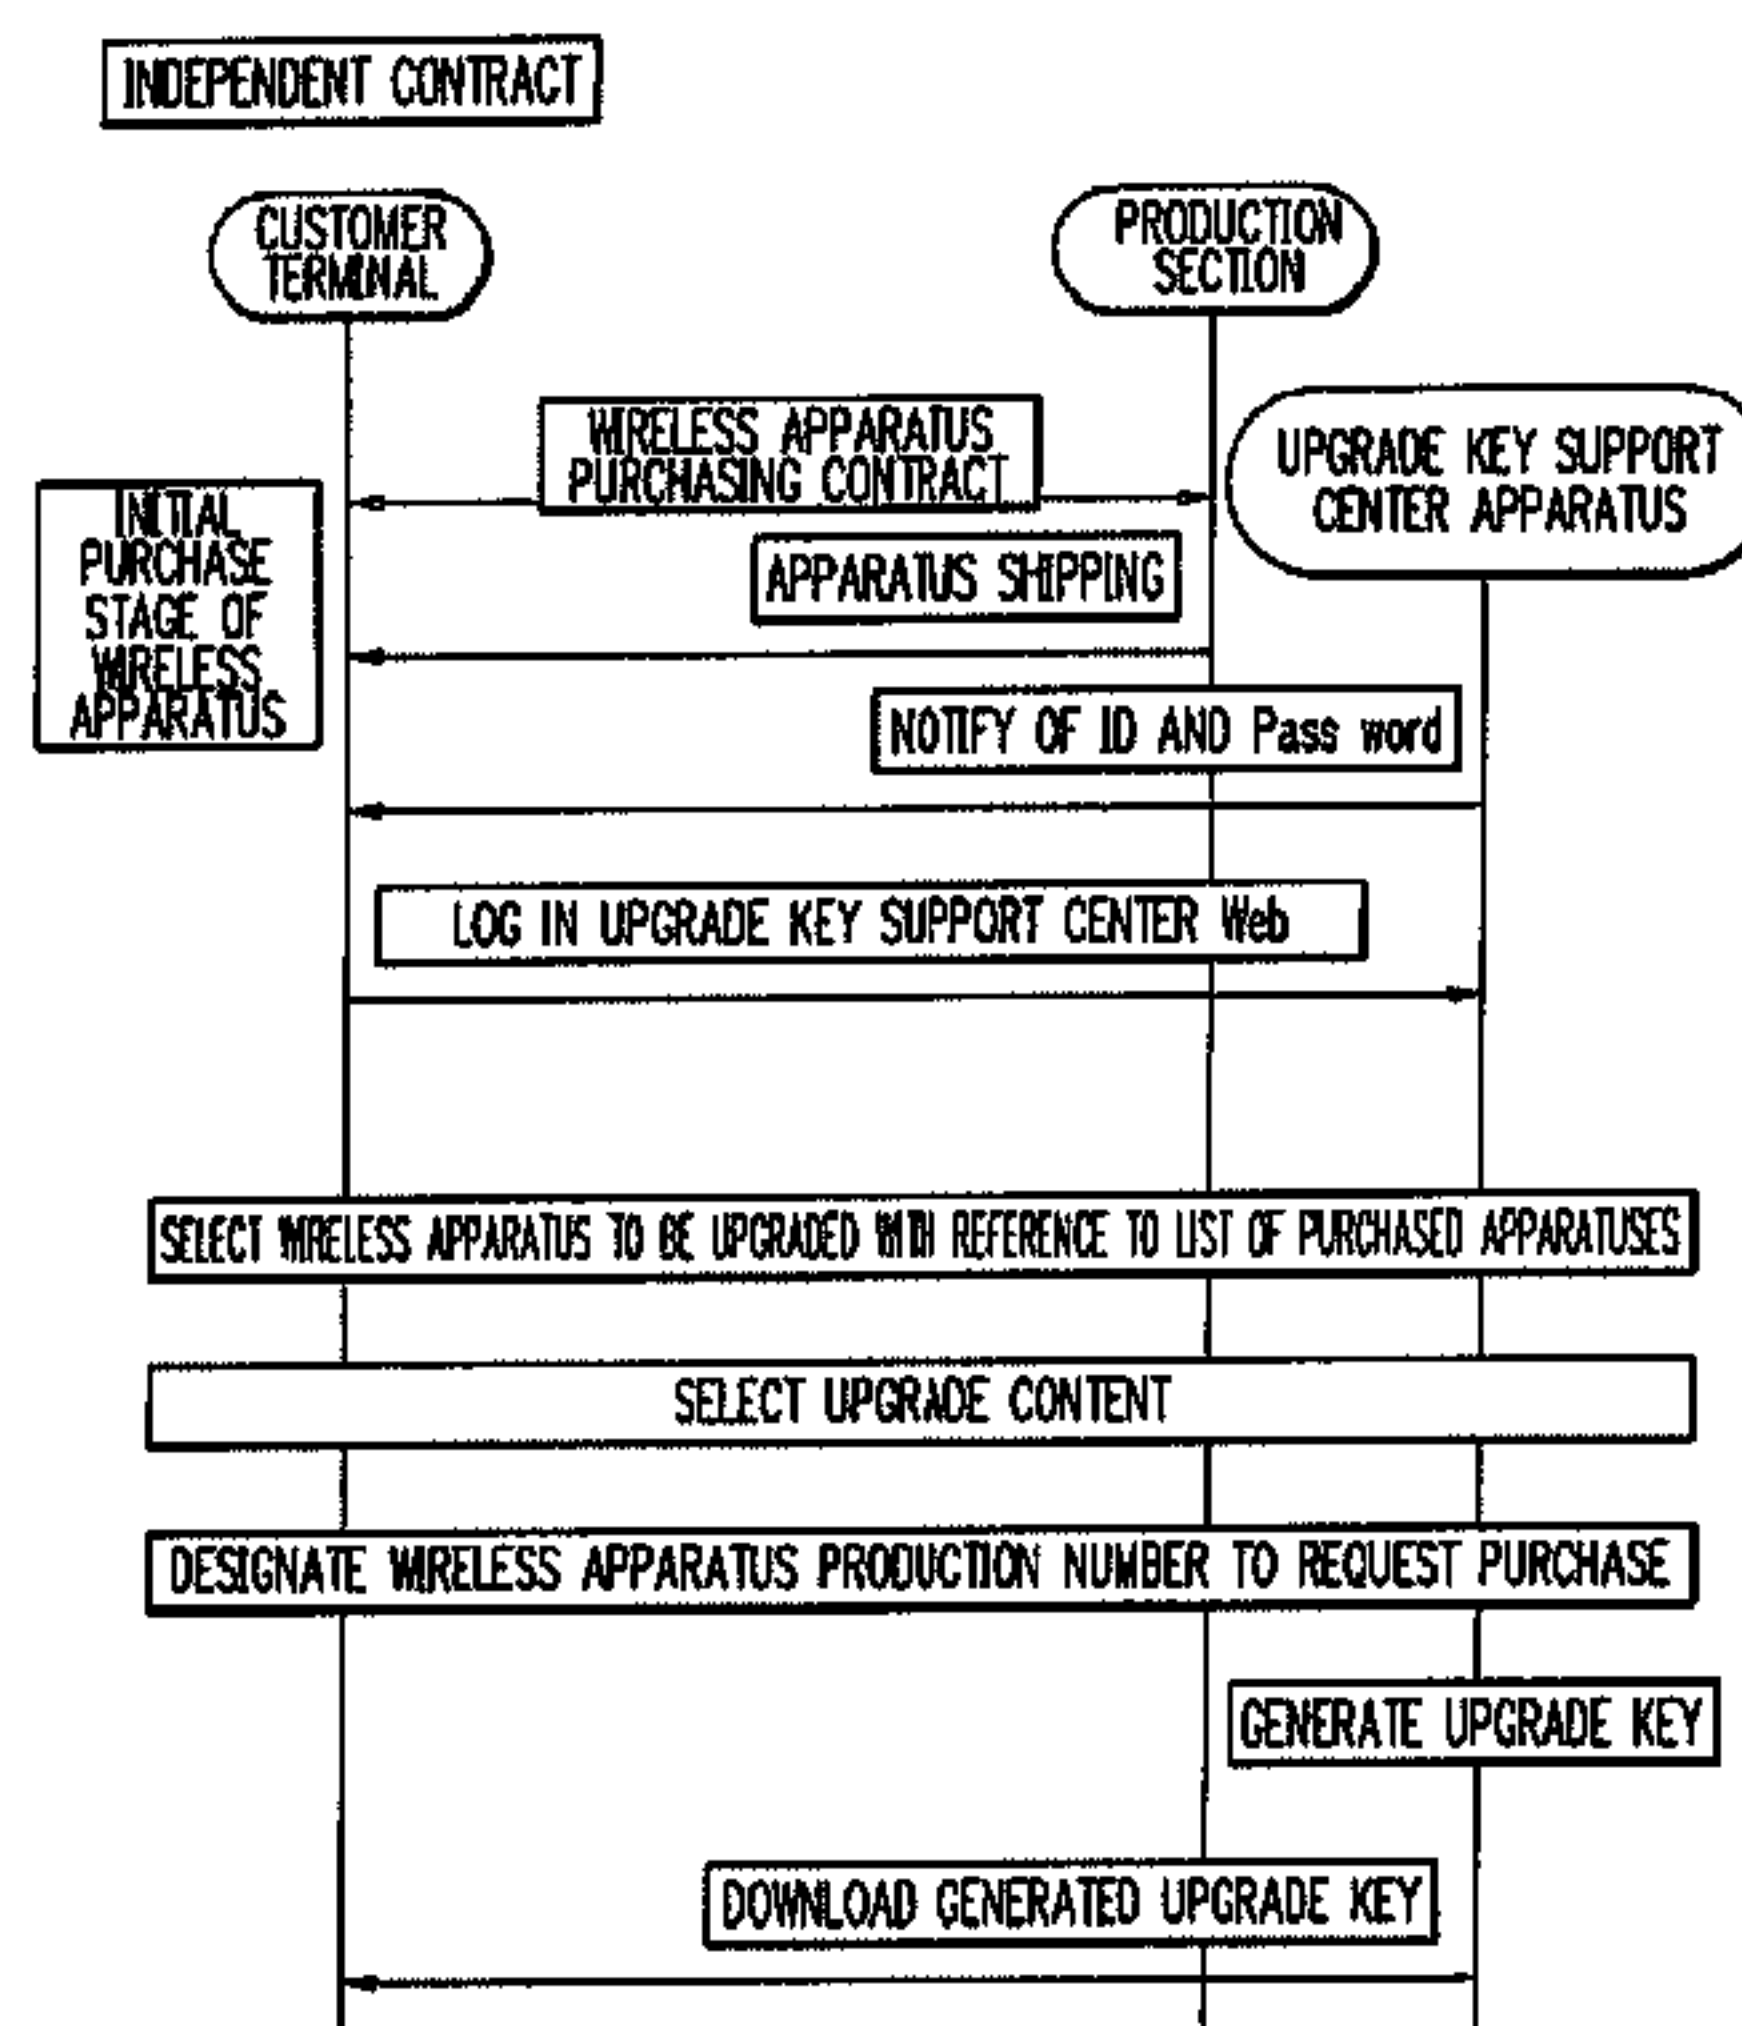 INDEPENDENT CONTRACT
CUSTOMER
TERMINAL
PRODUCTION
SECTION
WIRELESS APPARATUS
PURCHASING CONTRACT
UPGRADE KEY SUPPORT
CENTER APPARATUS
INITIAL
PURCHASE
STAGE OF
WIRELESS
APPARATUS
APPARATUS SHIPPING
NOTIFY OF ID AND Pass word
LOG IN UPGRADE KEY SUPPORT CENTER Web
SELECT WIRELESS APPARATUS TO BE UPGRADED WITH REFERENCE TO LIST OF PURCHASED APPARATUSES
SELECT UPGRADE CONTENT
DESIGNATE WIRELESS APPARATUS PRODUCTION NUMBER TO REQUEST PURCHASE
GENERATE UPGRADE KEY
DOWNLOAD GENERATED UPGRADE KEY